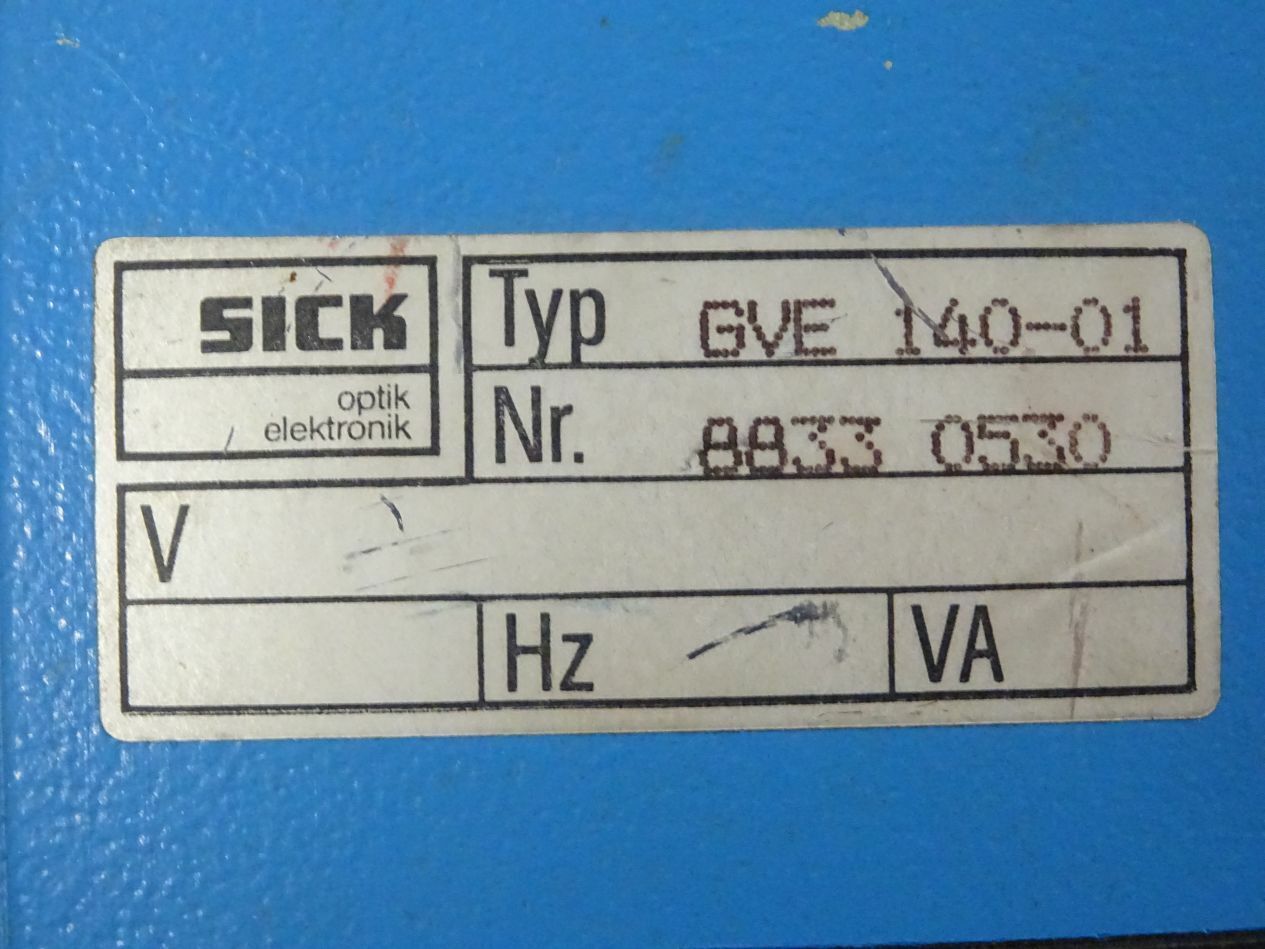 SICK
optik
elektronik
Typ GVE 140-01
Nr. 8833 0530
V
Hz VA